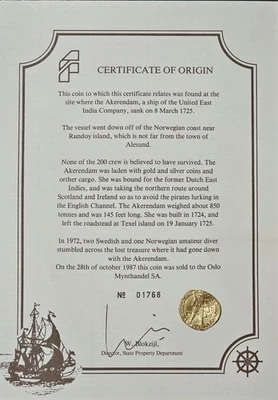 CERTIFICATE OF ORIGIN
This coin to which this certificate relates was found at
the site where the Akerendam, a ship of the United East
India Company, sank on 8 March 1725.
The vessel went down off of the Norwegian coast near
Rundoy island, which is not far from the town of
Alesund.
None of the 200 crew is believed to have survived. The
Akerendam was laden with gold and silver coins and
orther cargo. She was bound for the former Dutch East
Indies, and was taking the northern route around
Scotland and Ireland so as to avoid the pirates lurking in
the English Channel. The Akerendam weighed about 850
tonnes and was 145 feet long. She was built in 1724, and
left the roadstead at Texel island on 19 January 1725.
In 1972, two Swedish and one Norwegian amateur diver
stumbled across the lost treasure where it had gone down
with the Akerendam.
On the 28th of october 1987 this coin was sold to the Oslo
Mynthandel SA.
№ 01768
W. Blokzijl,
Director, State Property Department